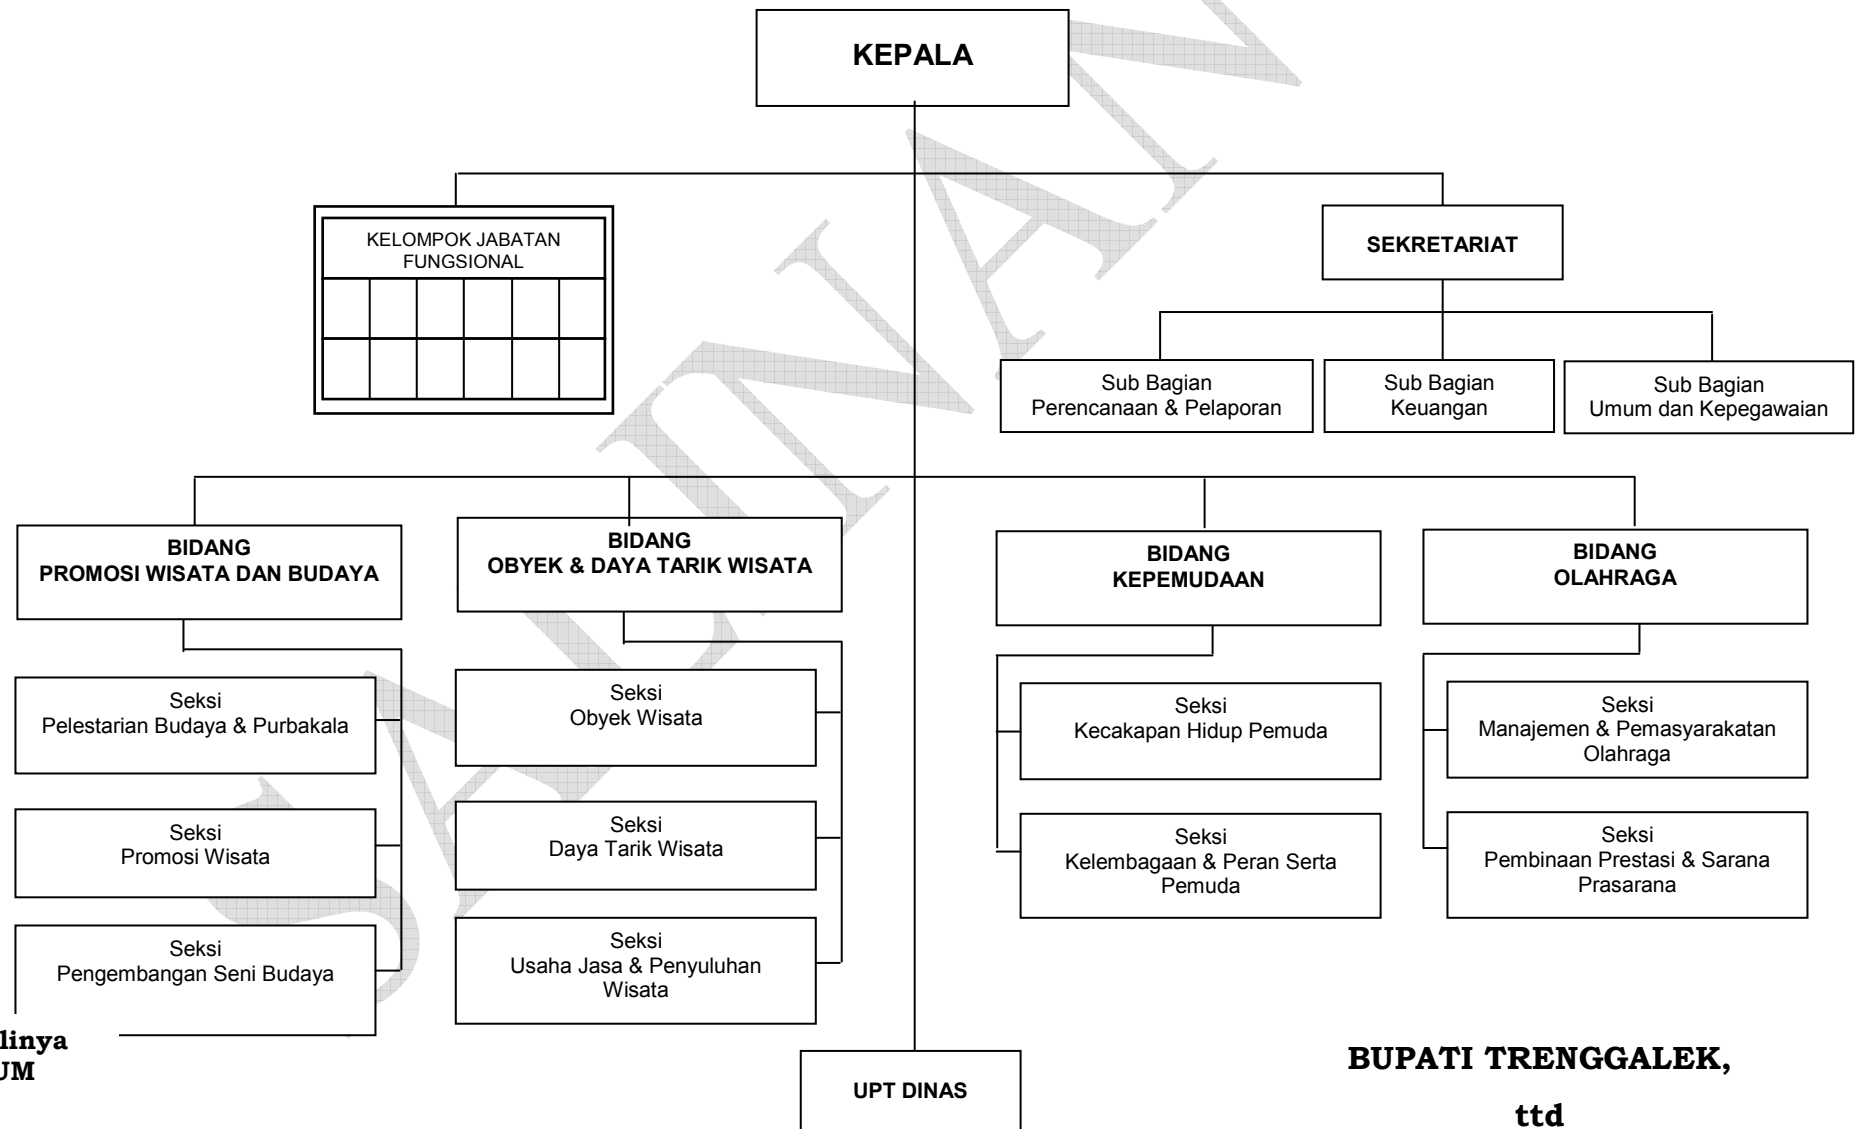 KEPALA
KELOMPOK JABATAN
FUNGSIONAL
SEKRETARIAT
Sub Bagian
Perencanaan & Pelaporan
Sub Bagian
Keuangan
Sub Bagian
Umum dan Kepegawaian
BIDANG
PROMOSI WISATA DAN BUDAYA
BIDANG
OBYEK & DAYA TARIK WISATA
BIDANG
KEPEMUDAAN
BIDANG
OLAHRAGA
Seksi
Pelestarian Budaya & Purbakala
Seksi
Promosi Wisata
Seksi
Pengembangan Seni Budaya
Seksi
Obyek Wisata
Seksi
Daya Tarik Wisata
Seksi
Usaha Jasa & Penyuluhan
Wisata
Seksi
Kecakapan Hidup Pemuda
Seksi
Kelembagaan & Peran Serta
Pemuda
Seksi
Manajemen & Pemasyarakatan
Olahraga
Seksi
Pembinaan Prestasi & Sarana
Prasarana
linya
UM
UPT DINAS
BUPATI TRENGGALEK,
ttd
SALINAN